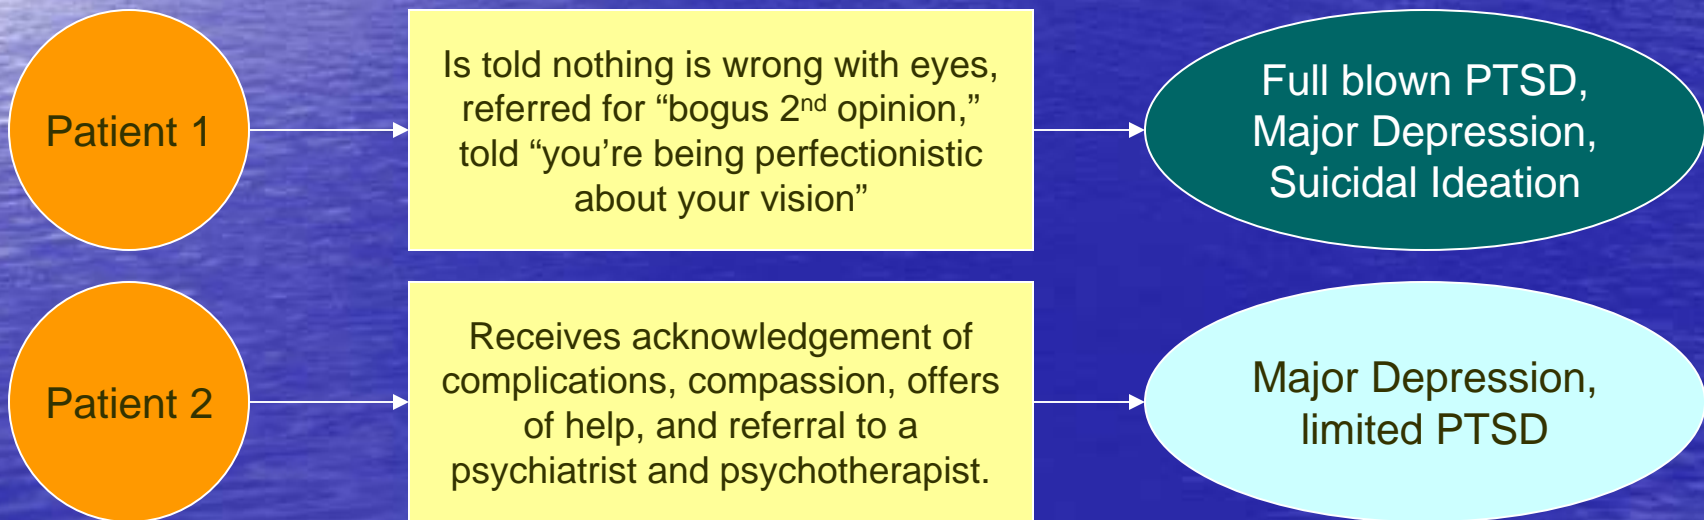 Patient 1
Is told nothing is wrong with eyes,
referred for “bogus 2nd opinion,”
told “you’re being perfectionistic
about your vision”
Full blown PTSD,
Major Depression,
Suicidal Ideation
Patient 2
Receives acknowledgement of
complications, compassion, offers
of help, and referral to a
psychiatrist and psychotherapist.
Major Depression,
limited PTSD